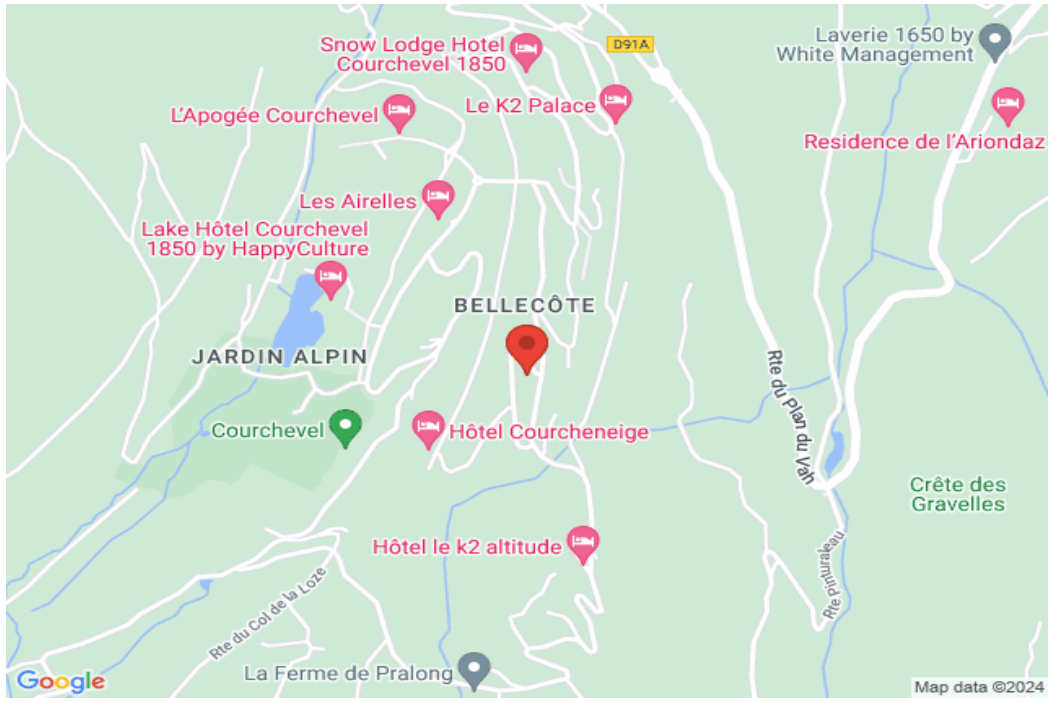 Snow Lodge Hotel
Courchevel 1850
D91A
Laverie 1650 by
White Management
L'Apogée Courchevel
Le K2 Palace
Residence de l'Ariondaz
Les Airelles
Lake Hôtel Courchevel
1850 by HappyCulture
BELLECÔTE
JARDIN ALPIN
Rte du Plan du Vah
Courchevel
Hôtel Courcheneige
Crête des
Gravelles
Hôtel le k2 altitude
Rte Pinturaleau
Rte du Col de la Loze
La Ferme de Pralong
Google
Map data ©2024